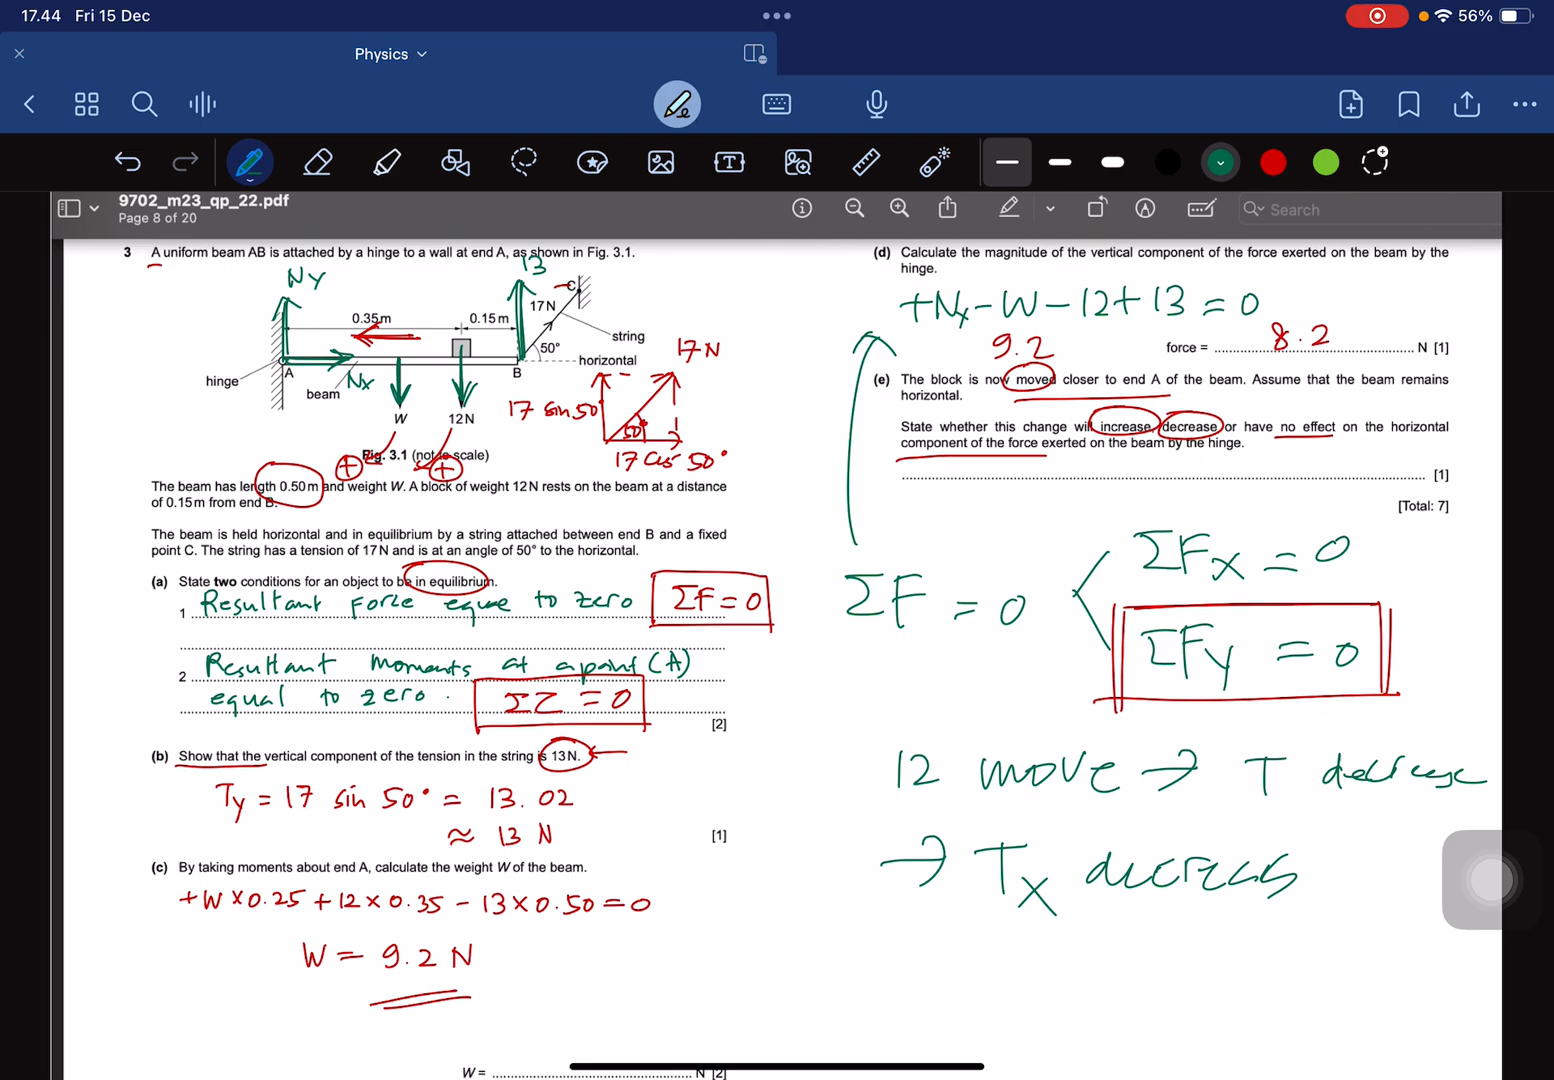 17.44 Fri 15 Dec
56%
Physics
9702_m23_qp_22.pdf
Page 8 of 20
Search
3 A uniform beam AB is attached by a hinge to a wall at end A, as shown in Fig. 3.1.
NY
13
C
17 N
0.35m
0.15m
string
50°
horizontal
17 N
A
B
hinge
beam
Nx
17 sin 50
50°
W
12N
17 cos 50°
Fig. 3.1 (not to scale)
+
+
The beam has length 0.50m and weight W. A block of weight 12N rests on the beam at a distance
of 0.15m from end B.
The beam is held horizontal and in equilibrium by a string attached between end B and a fixed
point C. The string has a tension of 17N and is at an angle of 50° to the horizontal.
(a) State two conditions for an object to be in equilibrium.
1 Resultant Force eque to zero ΣF = 0
2 Resultant moments at a point (A)
equal to zero. Στ = 0
[2]
(b) Show that the vertical component of the tension in the string is 13N.
Ty = 17 sin 50° = 13.02
≈ 13 N
[1]
(c) By taking moments about end A, calculate the weight W of the beam.
+W × 0.25 + 12 × 0.35 - 13 × 0.50 = 0
W = 9.2 N
W = N [2]
(d) Calculate the magnitude of the vertical component of the force exerted on the beam by the
hinge.
+Nx - W - 12 + 13 = 0
9.2
force = 8.2 N [1]
(e) The block is now moved closer to end A of the beam. Assume that the beam remains
horizontal.
State whether this change will increase, decrease or have no effect on the horizontal
component of the force exerted on the beam by the hinge.
[1]
[Total: 7]
ΣFx = 0
ΣF = 0
ΣFy = 0
12 move → T decrease
→ Tx decreas